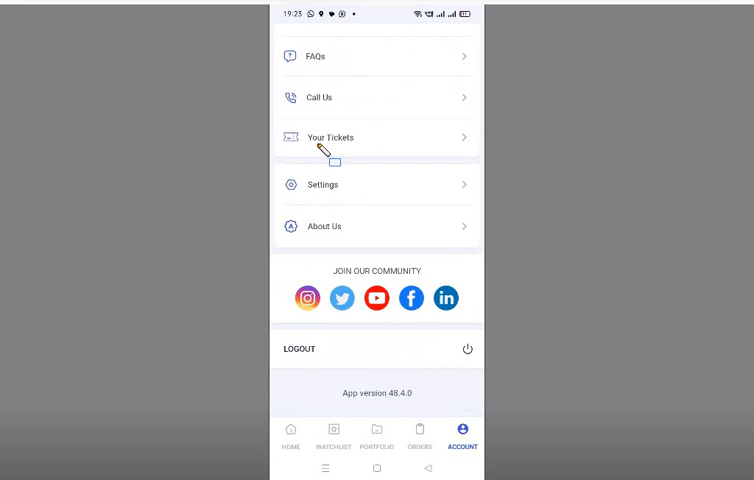 19:23
FAQs
Call Us
Your Tickets
Settings
About Us
JOIN OUR COMMUNITY
LOGOUT
App version 48.4.0
HOME WATCHLIST PORTFOLIO ORDERS ACCOUNT